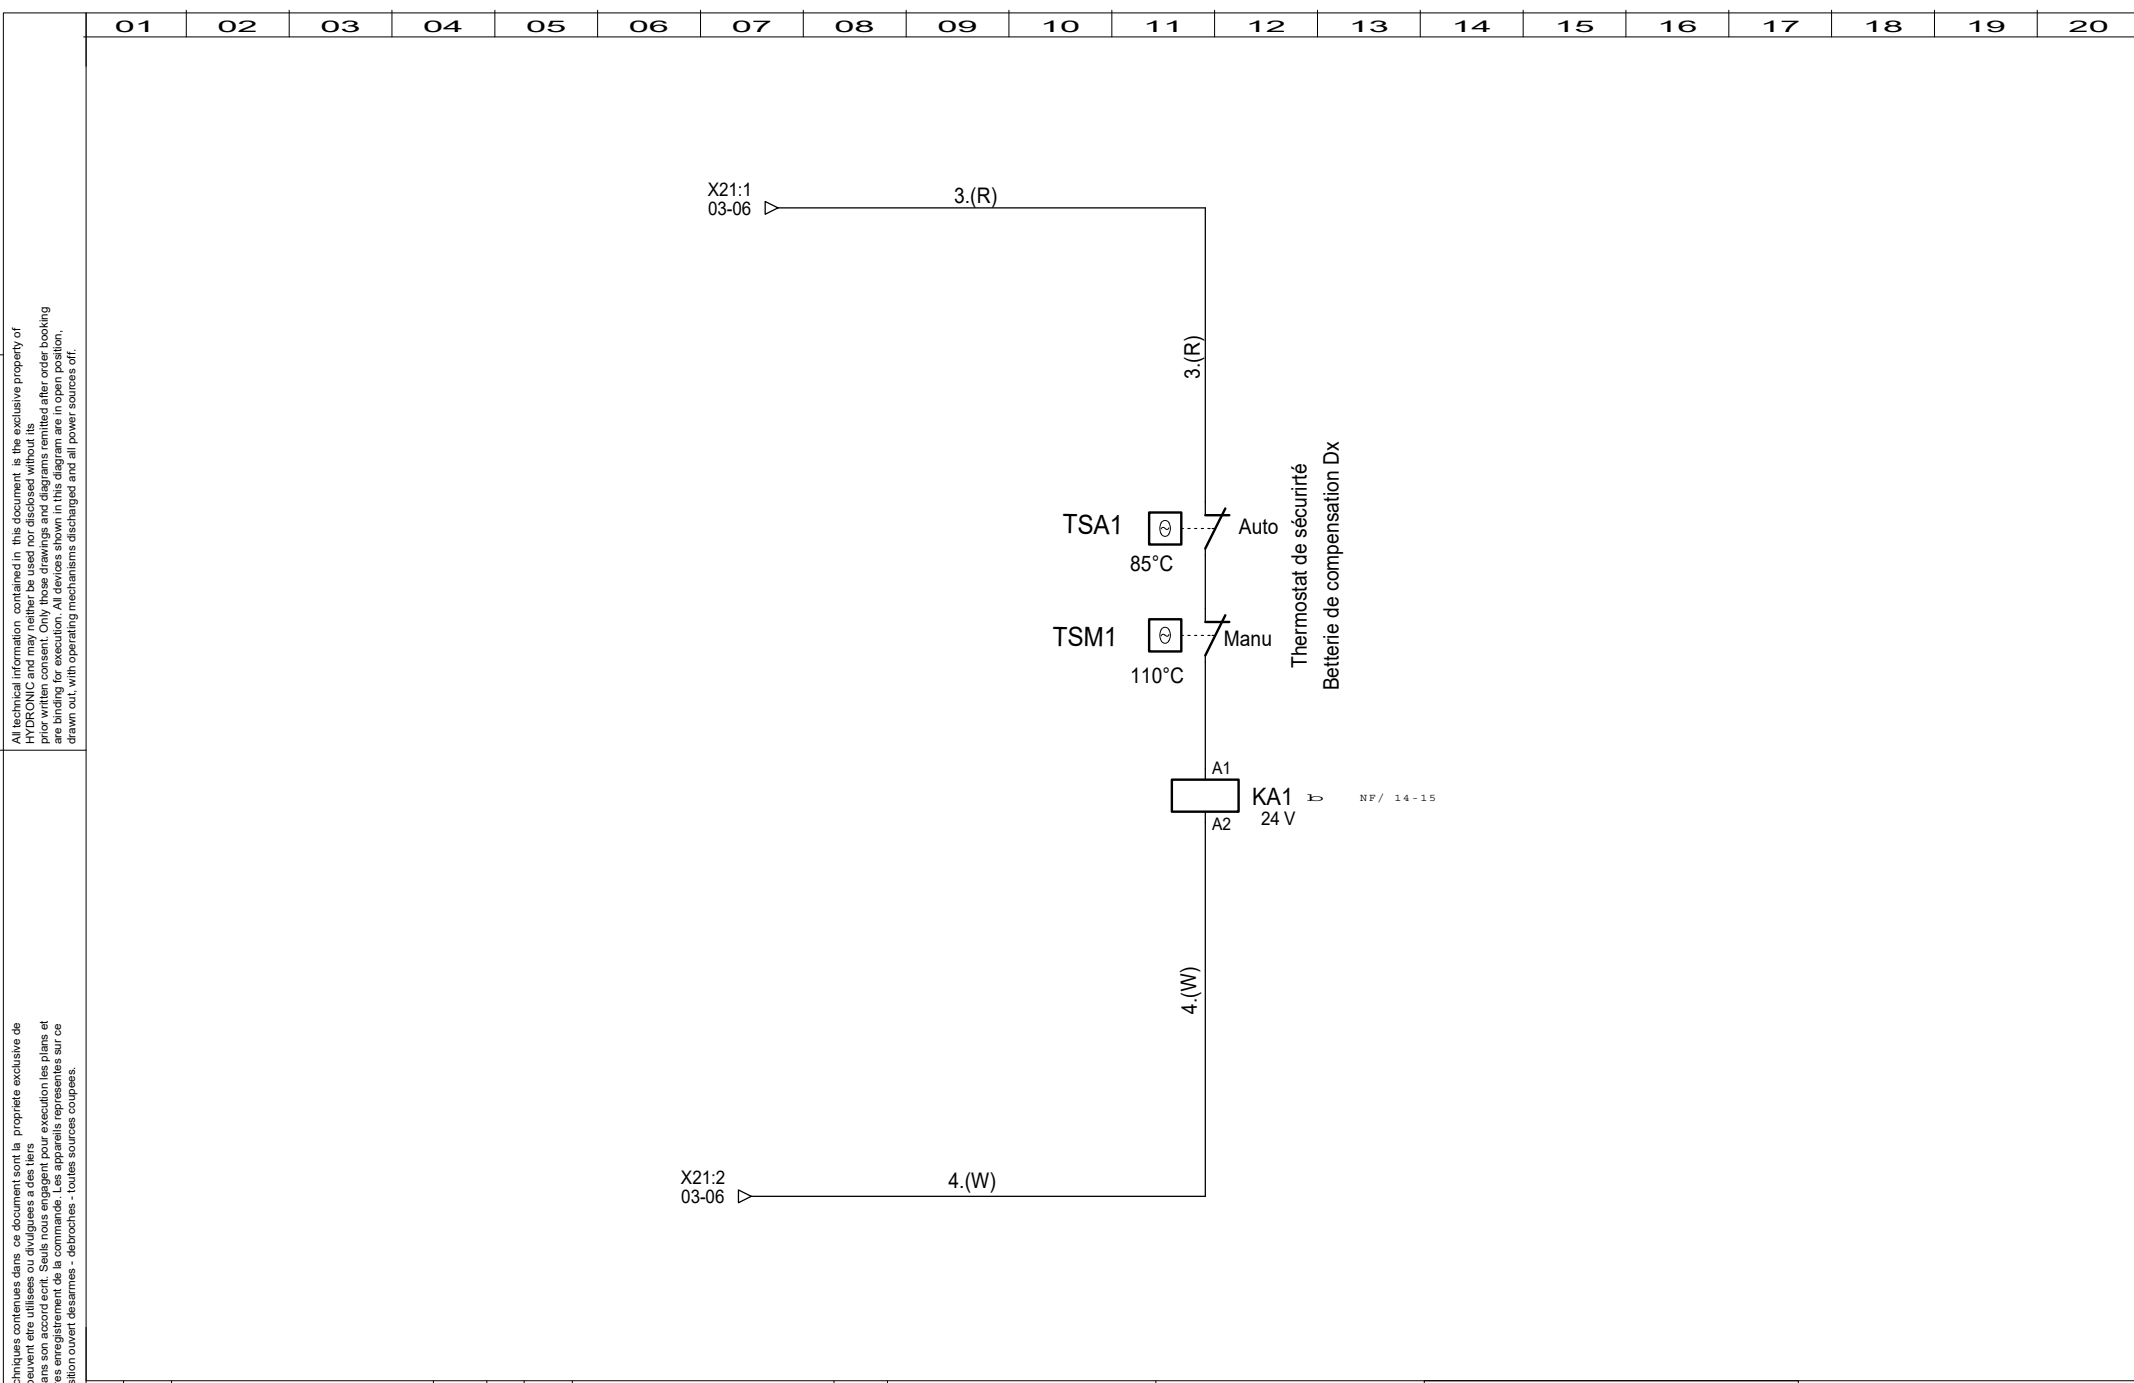 01 02 03 04 05 06 07 08 09 10 11 12 13 14 15 16 17 18 19 20
X21:1
03-06
3.(R)
3.(R)
TSA1
85°C
Auto
TSM1
110°C
Manu
Thermostat de sécurirté
Betterie de compensation Dx
A1
KA1
24 V
A2
NF/ 14-15
4.(W)
X21:2
03-06
4.(W)
All technical information contained in this document is the exclusive property of
HYDRONIC and may neither be used nor disclosed without its
prior written consent. Only those drawings and diagrams remitted after order booking
are binding for execution. All devices shown in this diagram are in open position,
drawn out, with operating mechanisms discharged and all power sources off.
chniques contenues dans ce document sont la propriete exclusive de
peuvent etre utilisees ou divulguees a des tiers
ans son accord ecrit. Seuls nous engagent pour execution les plans et
es enregistrement de la commande. Les appareils representes sur ce
sition ouvert desarmes - debroches - toutes sources coupees.